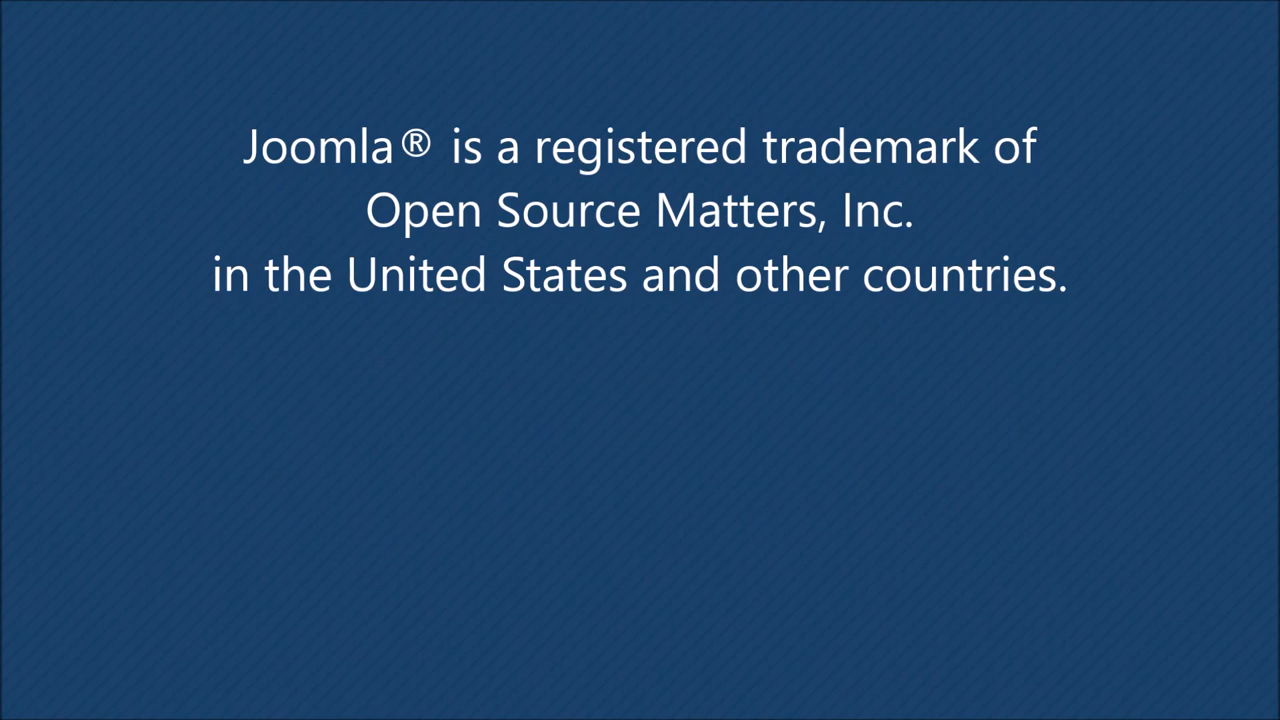 Joomla® is a registered trademark of
Open Source Matters, Inc.
in the United States and other countries.